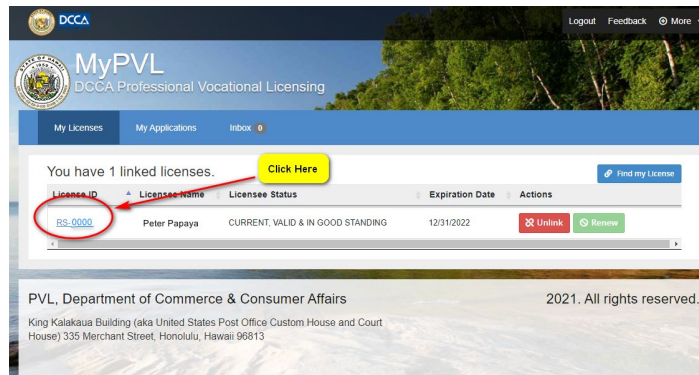 DCCA
Logout Feedback More
MyPVL
DCCA Professional Vocational Licensing
My Licenses My Applications Inbox 0
You have 1 linked licenses.
Click Here
Find my License
License ID Licensee Name Licensee Status Expiration Date Actions
RS-0000 Peter Papaya CURRENT, VALID & IN GOOD STANDING 12/31/2022 Unlink Renew
PVL, Department of Commerce & Consumer Affairs
2021. All rights reserved.
King Kalakaua Building (aka United States Post Office Custom House and Court
House) 335 Merchant Street, Honolulu, Hawaii 96813